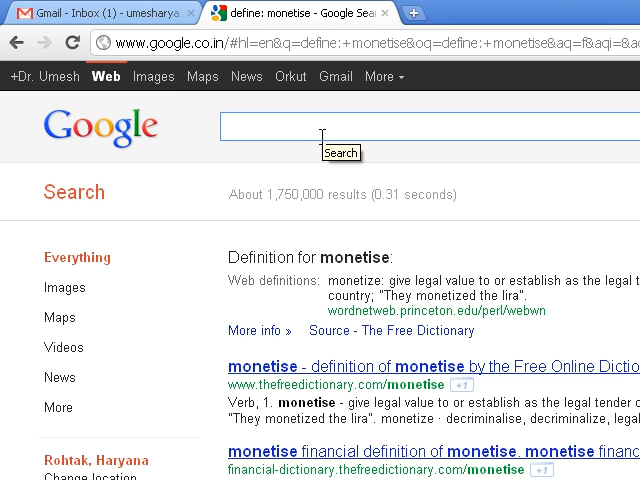 Gmail - Inbox (1) - umesharya
define: monetise - Google Sear
www.google.co.in/#hl=en&q=define:+monetise&oq=define:+monetise&aq=f&aqi=&a
+Dr. Umesh Web Images Maps News Orkut Gmail More
Google
Search
Search About 1,750,000 results (0.31 seconds)
Everything
Images
Maps
Videos
News
More
Rohtak, Haryana
Change location
Definition for monetise:
Web definitions: monetize: give legal value to or establish as the legal t
country; "They monetized the lira".
wordnetweb.princeton.edu/perl/webwn
More info » Source - The Free Dictionary
monetise - definition of monetise by the Free Online Dictio
www.thefreedictionary.com/monetise +1
Verb, 1. monetise - give legal value to or establish as the legal tender o
"They monetized the lira". monetize · decriminalise, decriminalize, legal
monetise financial definition of monetise. monetise financial
financial-dictionary.thefreedictionary.com/monetise +1